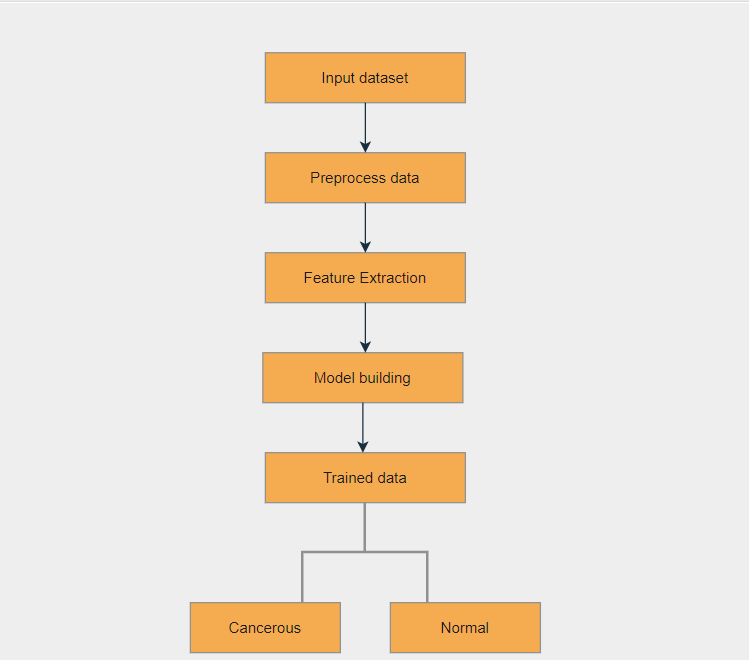 Input dataset
Preprocess data
Feature Extraction
Model building
Trained data
Cancerous
Normal